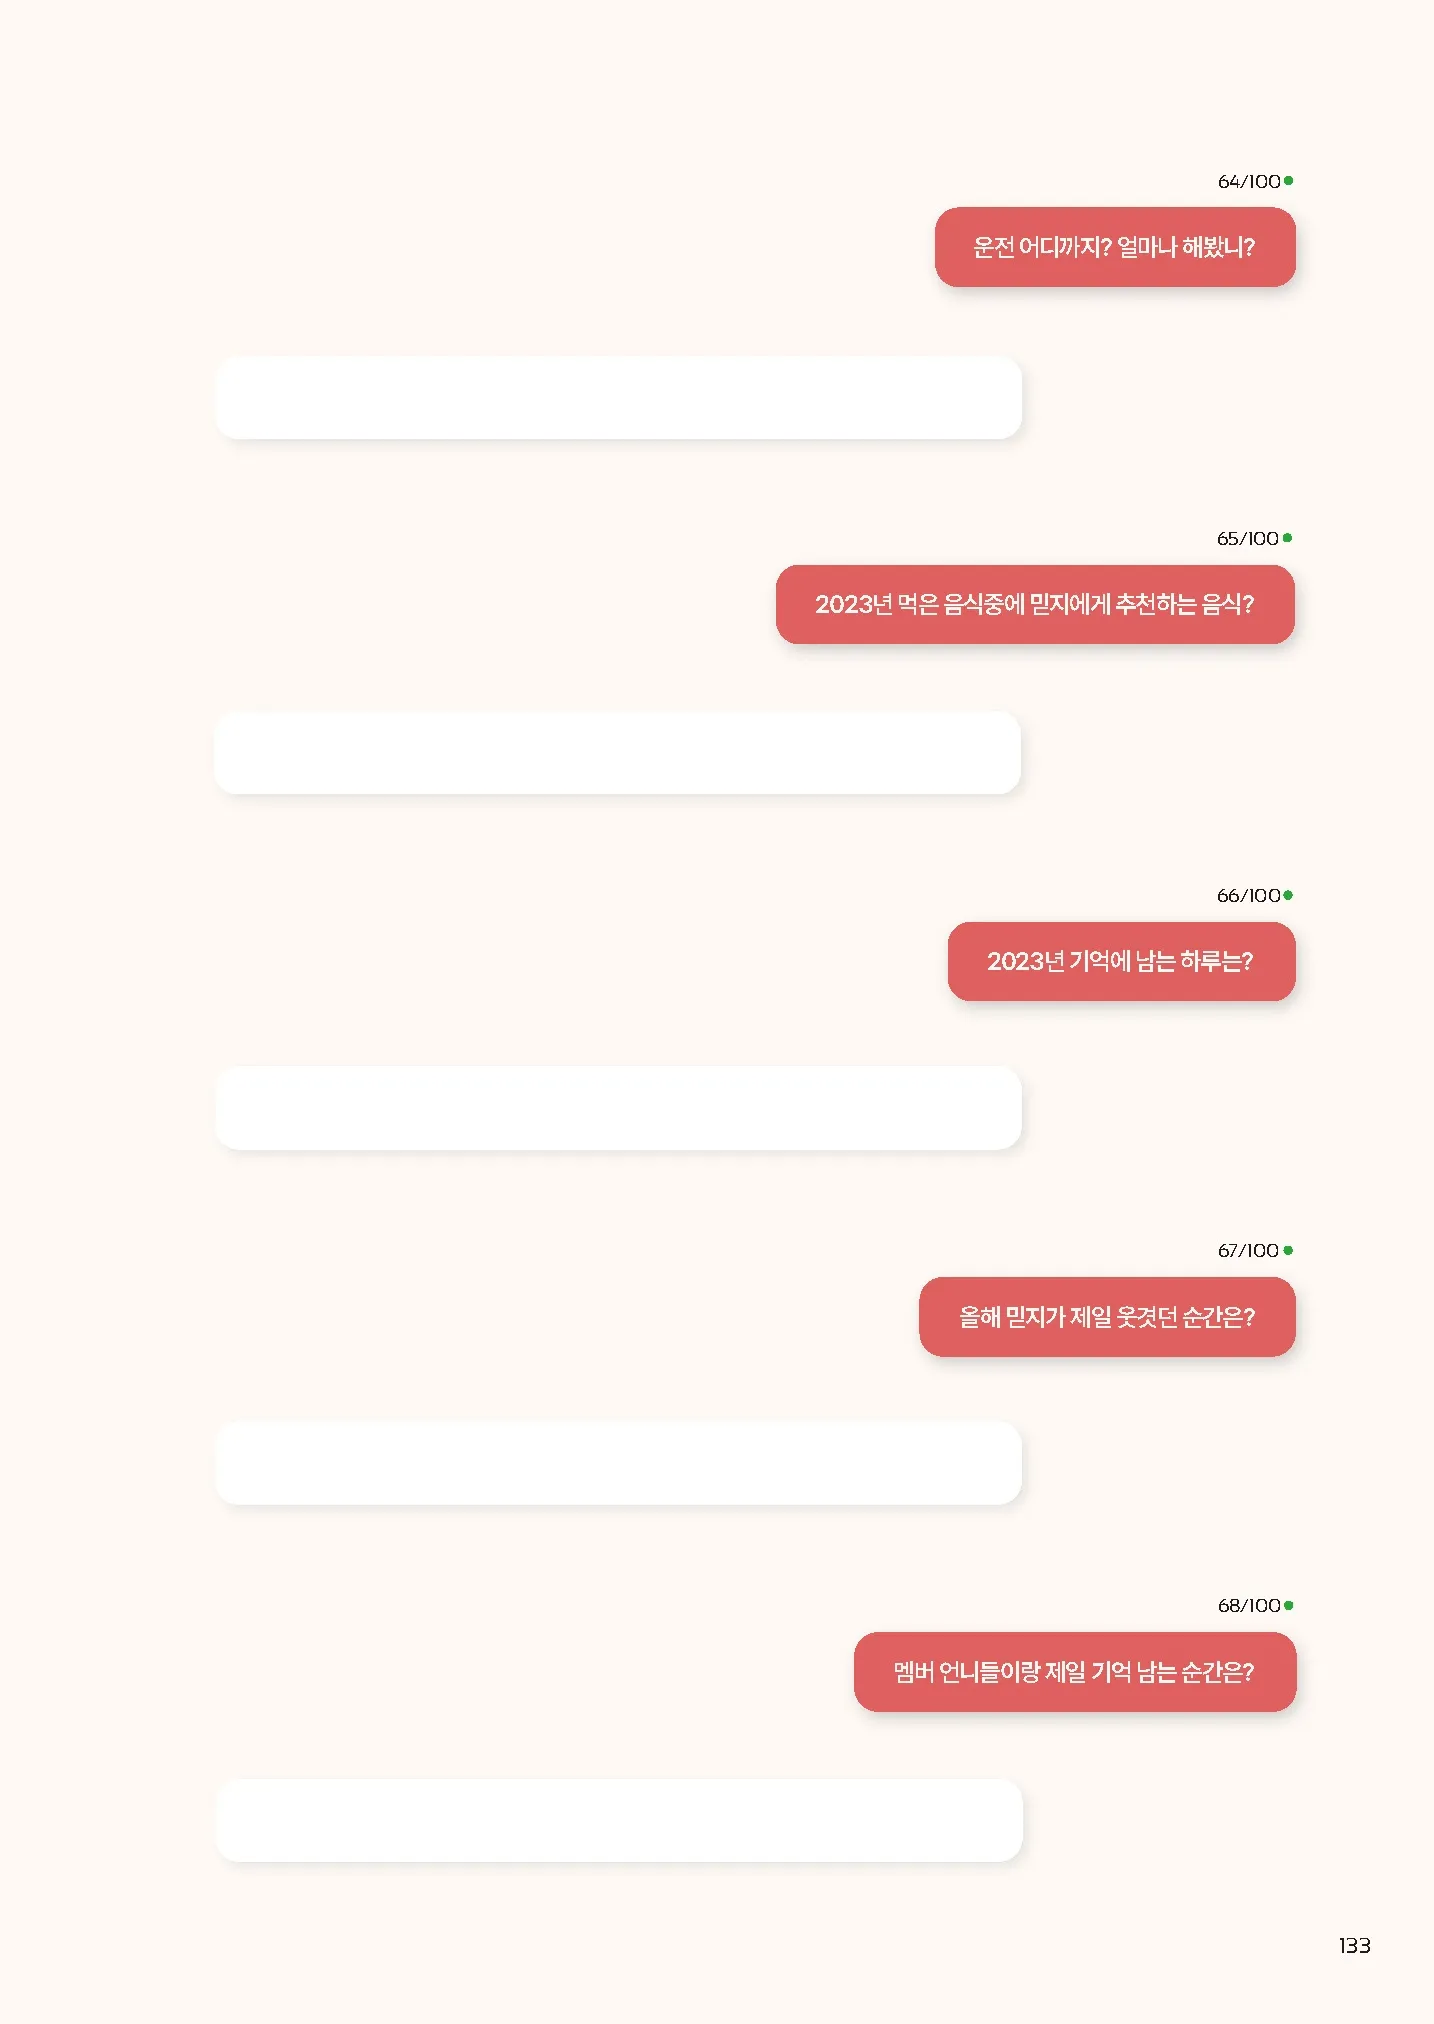 64/100
운전 어디까지? 얼마나 해봤니?
65/100
2023년 먹은 음식중에 믿지에게 추천하는 음식?
66/100
2023년 기억에 남는 하루는?
67/100
올해 믿지가 제일 웃겻던 순간은?
68/100
멤버 언니들이랑 제일 기억 남는 순간은?
133